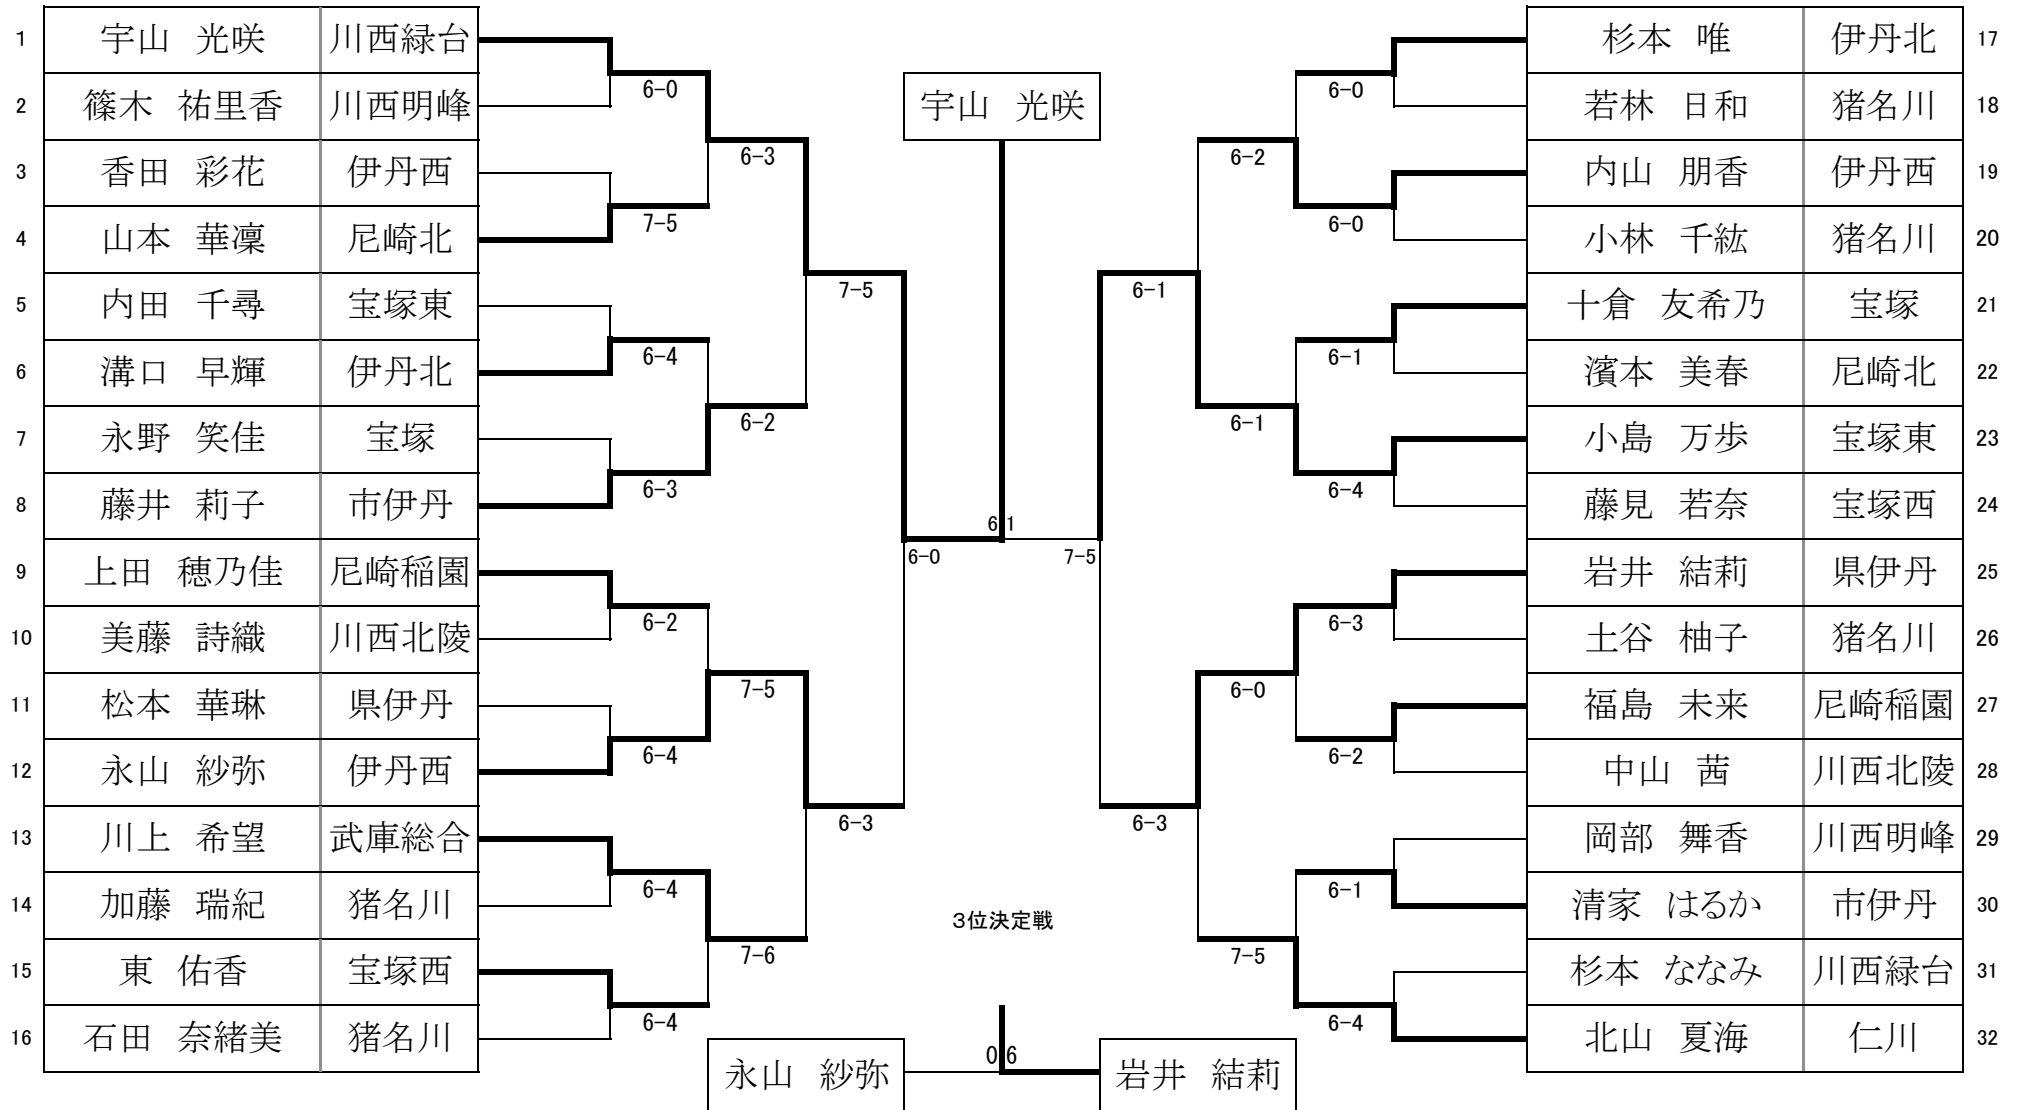 1 宇山 光咲 川西緑台
2 篠木 祐里香 川西明峰
3 香田 彩花 伊丹西
4 山本 華凜 尼崎北
5 内田 千尋 宝塚東
6 溝口 早輝 伊丹北
7 永野 笑佳 宝塚
8 藤井 莉子 市伊丹
9 上田 穂乃佳 尼崎稲園
10 美藤 詩織 川西北陵
11 松本 華琳 県伊丹
12 永山 紗弥 伊丹西
13 川上 希望 武庫総合
14 加藤 瑞紀 猪名川
15 東 佑香 宝塚西
16 石田 奈緒美 猪名川
6-0
7-5
6-4
6-3
6-2
6-4
6-4
6-4
6-3
6-2
7-5
7-6
7-5
6-3
6-0
宇山 光咲
6 1
7-5
6-1
6-3
6-2
6-1
6-0
7-5
6-0
6-0
6-1
6-4
6-3
6-2
6-1
6-4
杉本 唯 伊丹北 17
若林 日和 猪名川 18
内山 朋香 伊丹西 19
小林 千紘 猪名川 20
十倉 友希乃 宝塚 21
濱本 美春 尼崎北 22
小島 万歩 宝塚東 23
藤見 若奈 宝塚西 24
岩井 結莉 県伊丹 25
土谷 柚子 猪名川 26
福島 未来 尼崎稲園 27
中山 茜 川西北陵 28
岡部 舞香 川西明峰 29
清家 はるか 市伊丹 30
杉本 ななみ 川西緑台 31
北山 夏海 仁川 32
3位決定戦
永山 紗弥
0 6
岩井 結莉